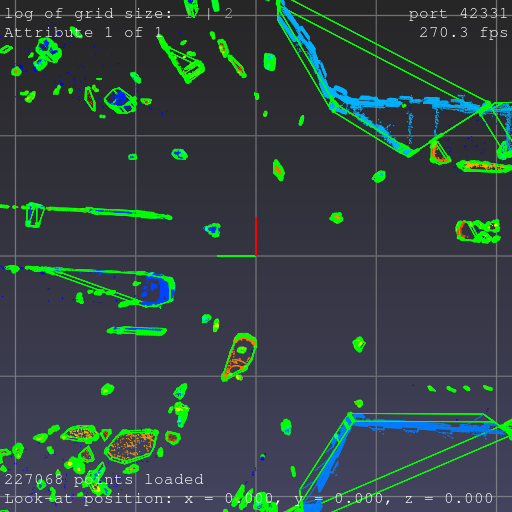 log of grid size: 1 | 2
port 42331
Attribute 1 of 1
270.3 fps
227068 points loaded
Look-at position: x = 0.000, y = 0.000, z = 0.000